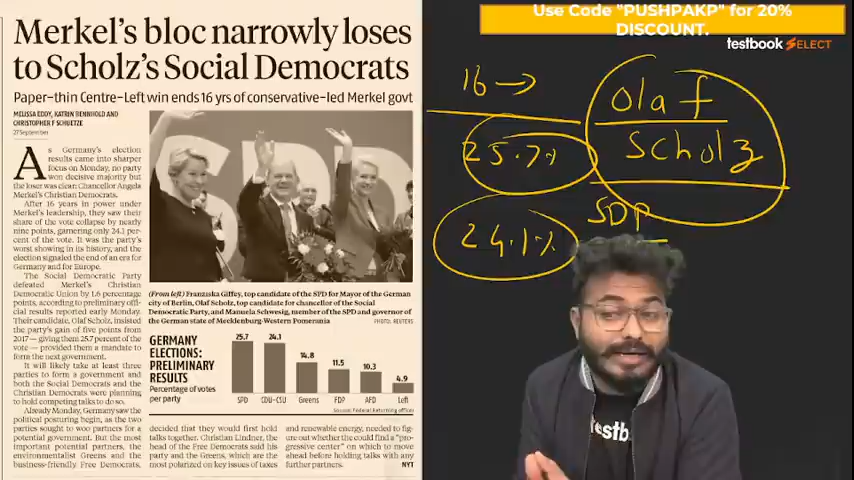 Merkel's bloc narrowly loses
to Scholz's Social Democrats
Paper-thin Centre-Left win ends 16 yrs of conservative-led Merkel govt
MELISSA EDDY, KATRIN BENNHOLD AND
CHRISTOPHER F SCHUETZE
27 September
As Germany's election
results came into sharper
focus on Monday, no party
won decisive majority but
the loser was clear: Chancellor Angela
Merkel's Christian Democrats.
After 16 years in power under
Merkel's leadership, they saw their
share of the vote collapse by nearly
nine points, garnering only 24.1 per
cent of the vote. It was the party's
worst showing in its history, and the
election signaled the end of an era for
Germany and for Europe.
The Social Democratic Party
defeated Merkel's Christian
Democratic Union by 1.6 percentage
points, according to preliminary offi-
cial results reported early Monday.
Their candidate, Olaf Scholz, insisted
the party's gain of five points from
2017 — giving them 25.7 percent of the
vote — provided them a mandate to
form the next government.
It will likely take at least three
parties to form a government and
both the Social Democrats and the
Christian Democrats were planning
to hold competing talks to do so.
Already Monday, Germany saw the
political posturing begin, as the two
parties sought to woo partners for a
potential government. But the most
important potential partners, the
environmentalist Greens and the
business-friendly Free Democrats,
SPD
(From left) Franziska Giffey, top candidate of the SPD for Mayor of the German
city of Berlin, Olaf Scholz, top candidate for chancellor of the Social
Democratic Party, and Manuela Schwesig, member of the SPD and governor of
the German state of Mecklenburg-Western Pomerania
PHOTO: REUTERS
GERMANY
ELECTIONS:
PRELIMINARY
RESULTS
Percentage of votes
per party
25.7 24.1 14.8 11.5 10.3 4.9
SPD CDU-CSU Greens FDP AFD Left
Source: Federal Returning officer
decided that they would first hold
talks together. Christian Lindner, the
head of the Free Democrats said his
party and the Greens, which are the
most polarized on key issues of taxes
and renewable energy, needed to fig-
ure out whether they could find a "pro-
gressive center" on which to move
ahead before holding talks with any
further partners.
NYT
Use Code "PUSHPAKP" for 20%
DISCOUNT.
testbook SELECT
16 →
Olaf
Scholz
25.7%
SDP
24.1%
testb